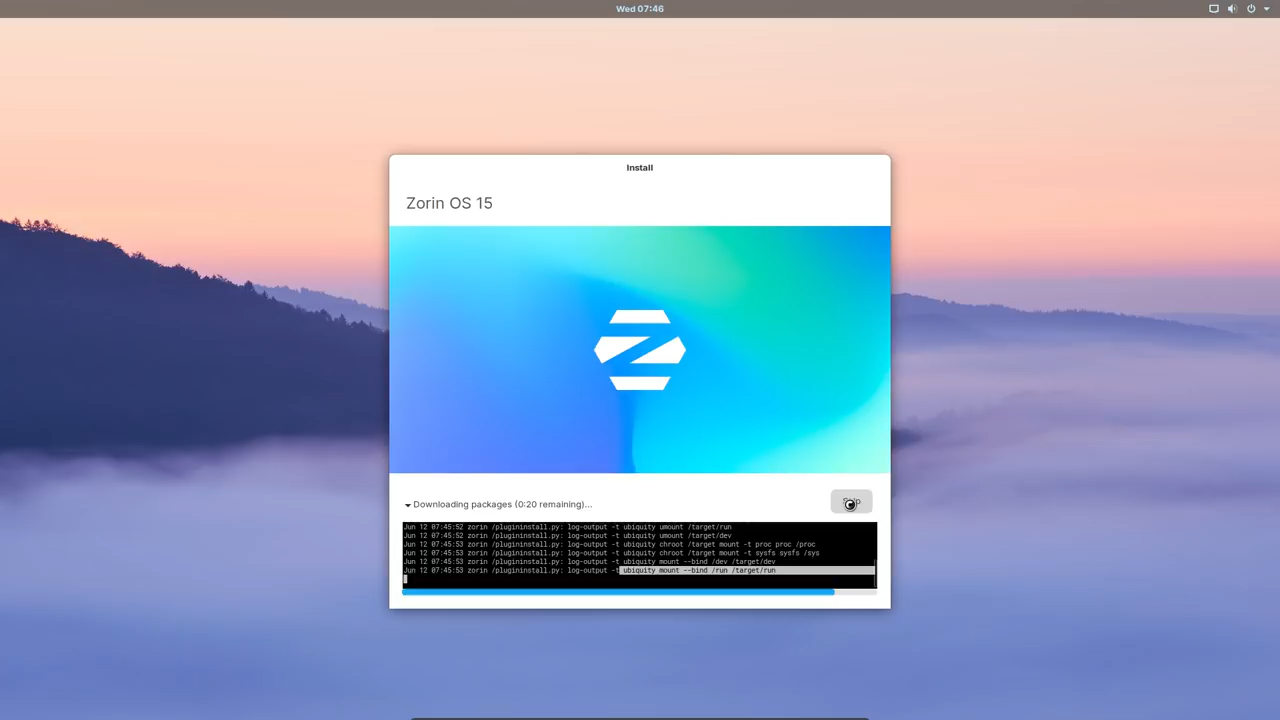 Wed 07:46
Install
Zorin OS 15
Downloading packages (0:20 remaining)...
Skip
Jun 12 07:45:52 zorin /plugininstall.py: log-output -t ubiquity umount /target/run
Jun 12 07:45:52 zorin /plugininstall.py: log-output -t ubiquity umount /target/dev
Jun 12 07:45:53 zorin /plugininstall.py: log-output -t ubiquity chroot /target mount -t proc proc /proc
Jun 12 07:45:53 zorin /plugininstall.py: log-output -t ubiquity chroot /target mount -t sysfs sysfs /sys
Jun 12 07:45:53 zorin /plugininstall.py: log-output -t ubiquity mount --bind /dev /target/dev
Jun 12 07:45:53 zorin /plugininstall.py: log-output -t ubiquity mount --bind /run /target/run